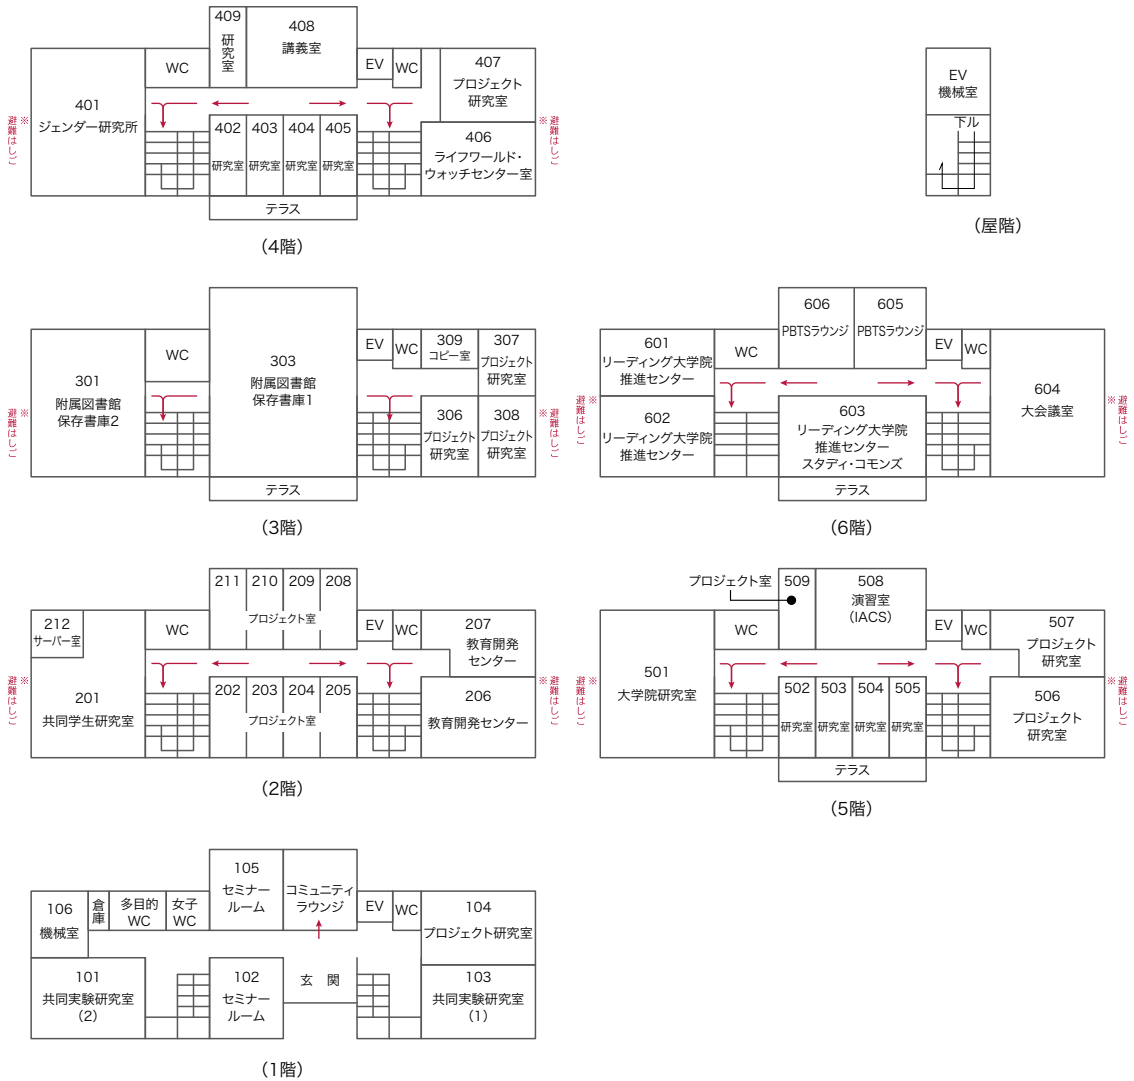 409
研究室
408
講義室
WC
EV
WC
407
プロジェクト
研究室
401
ジェンダー研究所
402
403
404
405
研究室
研究室
研究室
研究室
406
ライフワールド・
ウォッチセンター室
※避難はしご
※避難はしご
テラス
(4階)
EV
機械室
下ル
(屋階)
WC
303
附属図書館
保存書庫1
EV
WC
309
コピー室
307
プロジェクト
研究室
301
附属図書館
保存書庫2
306
プロジェクト
研究室
308
プロジェクト
研究室
※避難はしご
※避難はしご
テラス
(3階)
606
PBTSラウンジ
605
PBTSラウンジ
601
リーディング大学院
推進センター
WC
EV
WC
604
大会議室
602
リーディング大学院
推進センター
603
リーディング大学院
推進センター
スタディ・コモンズ
※避難はしご
※避難はしご
テラス
(6階)
211
210
209
208
プロジェクト室
212
サーバー室
WC
EV
WC
207
教育開発
センター
201
共同学生研究室
202
203
204
205
プロジェクト室
206
教育開発センター
※避難はしご
※避難はしご
(2階)
プロジェクト室
509
508
演習室
(IACS)
WC
EV
WC
507
プロジェクト
研究室
501
大学院研究室
502
503
504
505
研究室
研究室
研究室
研究室
506
プロジェクト
研究室
※避難はしご
※避難はしご
テラス
(5階)
105
セミナー
ルーム
コミュニティ
ラウンジ
106
機械室
倉庫
多目的
WC
女子
WC
EV
WC
104
プロジェクト研究室
101
共同実験研究室
(2)
102
セミナー
ルーム
玄 関
103
共同実験研究室
(1)
(1階)